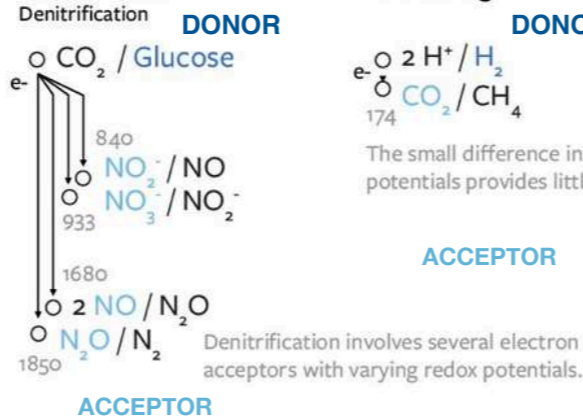 Denitrification
DONOR
CO₂ / Glucose
e-
840
NO₂⁻ / NO
NO₃⁻ / NO₂⁻
933
1680
2 NO / N₂O
N₂O / N₂
1850
ACCEPTOR
Denitrification involves several electron
acceptors with varying redox potentials.
2 H⁺ / H₂
e-
CO₂ / CH₄
174
The small difference in
potentials provides
ACCEPTOR